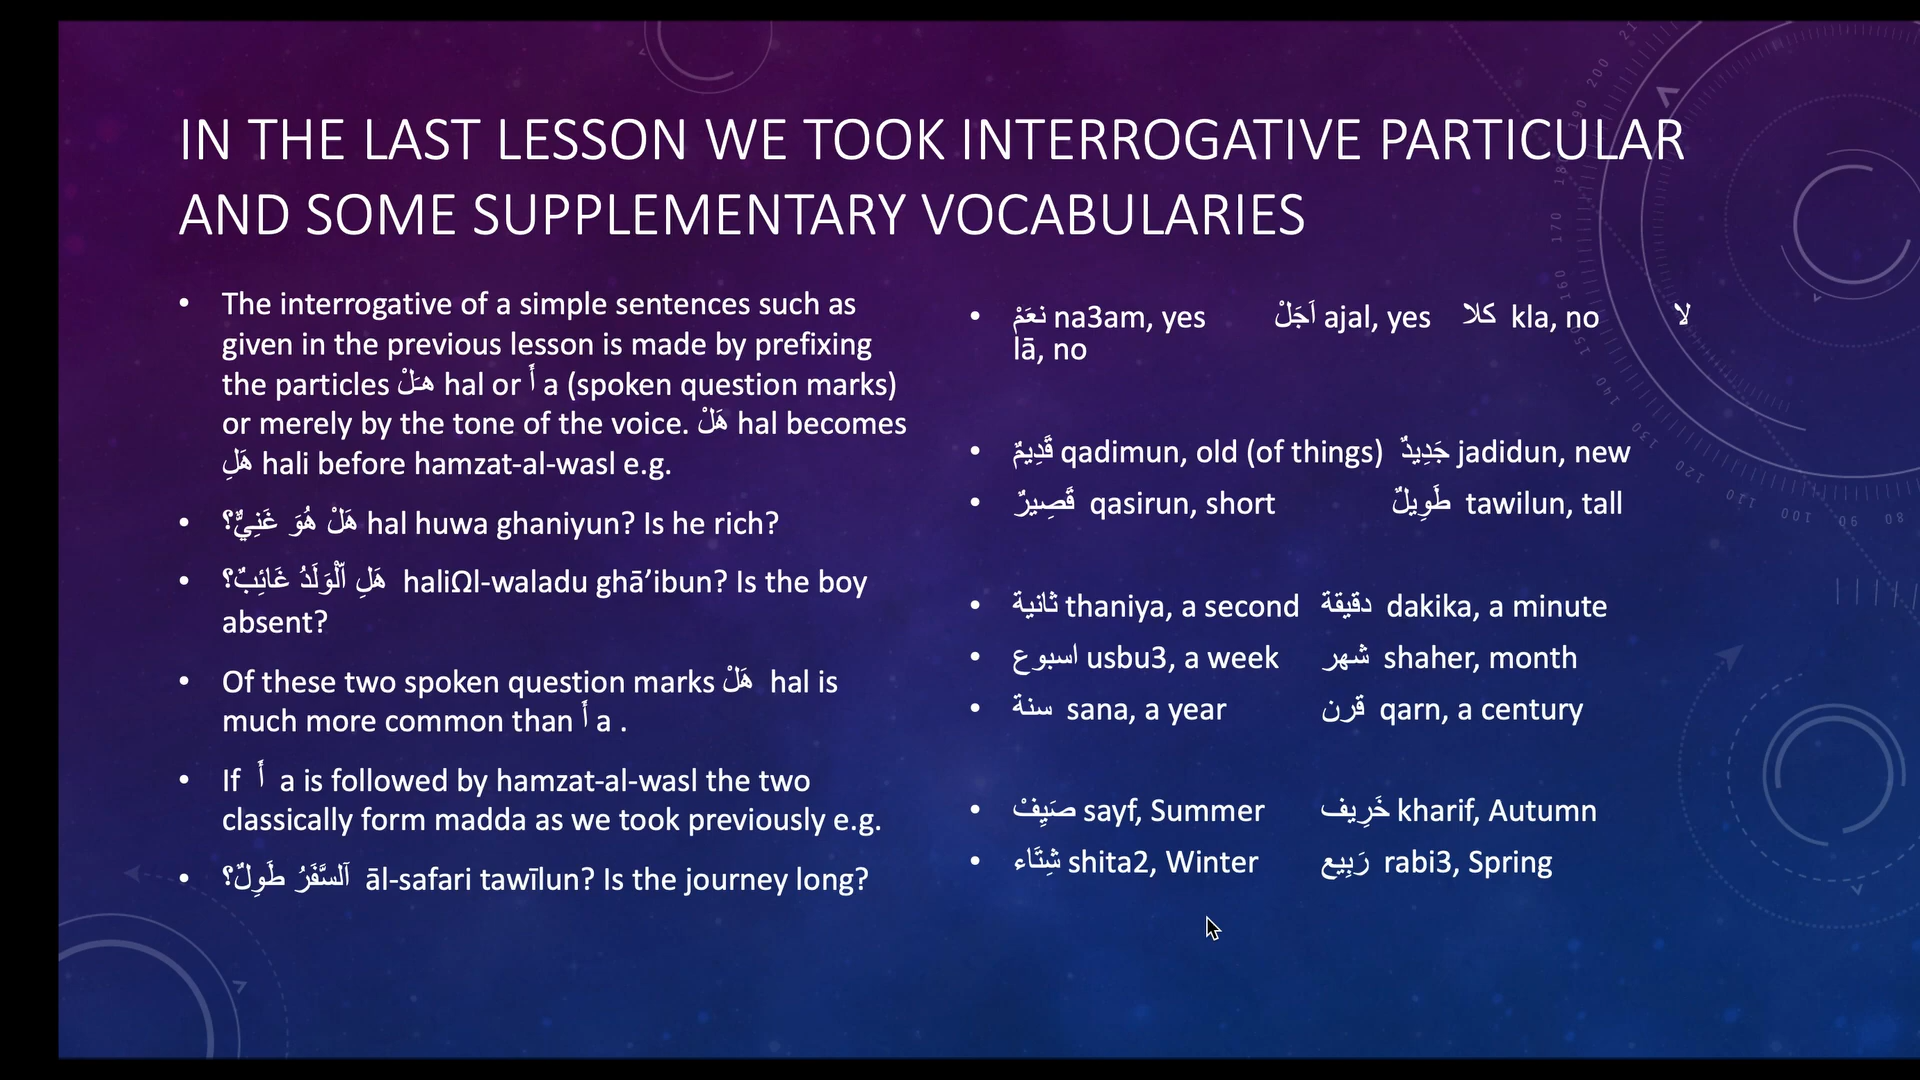 IN THE LAST LESSON WE TOOK INTERROGATIVE PARTICULAR
AND SOME SUPPLEMENTARY VOCABULARIES
• The interrogative of a simple sentences such as
given in the previous lesson is made by prefixing
the particles هـَلْ hal or أَ a (spoken question marks)
or merely by the tone of the voice. هَلْ hal becomes
هَلِ hali before hamzat-al-wasl e.g.
• هَلْ هُوَ غَنِيٌّ؟ hal huwa ghaniyun? Is he rich?
• هَلِ ٱلْوَلَدُ غَائِبٌ؟ haliΩl-waladu ghā’ibun? Is the boy
absent?
• Of these two spoken question marks هَلْ hal is
much more common than أَ a .
• If أَ a is followed by hamzat-al-wasl the two
classically form madda as we took previously e.g.
• آلسَّفَرُ طَوِلٌ؟ āl-safari tawīlun? Is the journey long?
• نعَمْ na3am, yes أَجَلْ ajal, yes كلا kla, no لا
lā, no
• قَدِيمٌ qadimun, old (of things) جَدِيدٌ jadidun, new
• قَصِيرٌ qasirun, short طَوِيلٌ tawilun, tall
• ثانية thaniya, a second دقيقة dakika, a minute
• اسبوع usbu3, a week شهر shaher, month
• سنة sana, a year قرن qarn, a century
• صَيِفْ sayf, Summer خَرِيف kharif, Autumn
• شِتَاء shita2, Winter رَبِيع rabi3, Spring